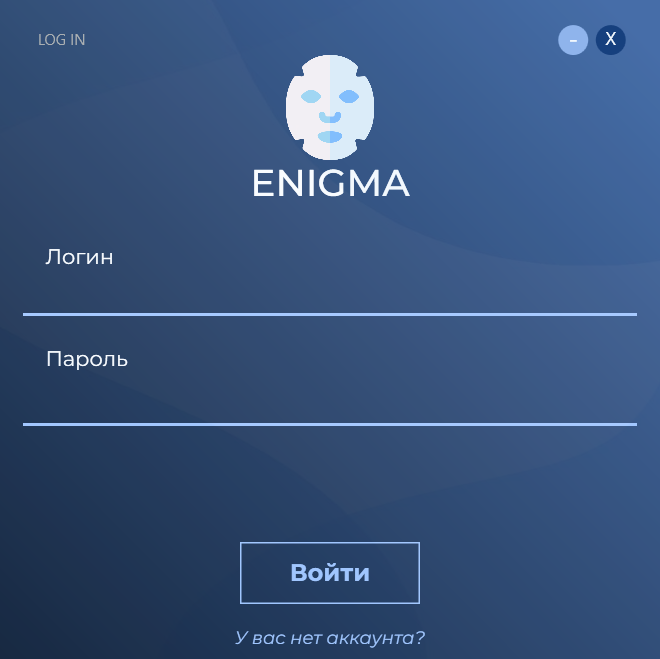 LOG IN
– X
ENIGMA
Логин
Пароль
Войти
У вас нет аккаунта?